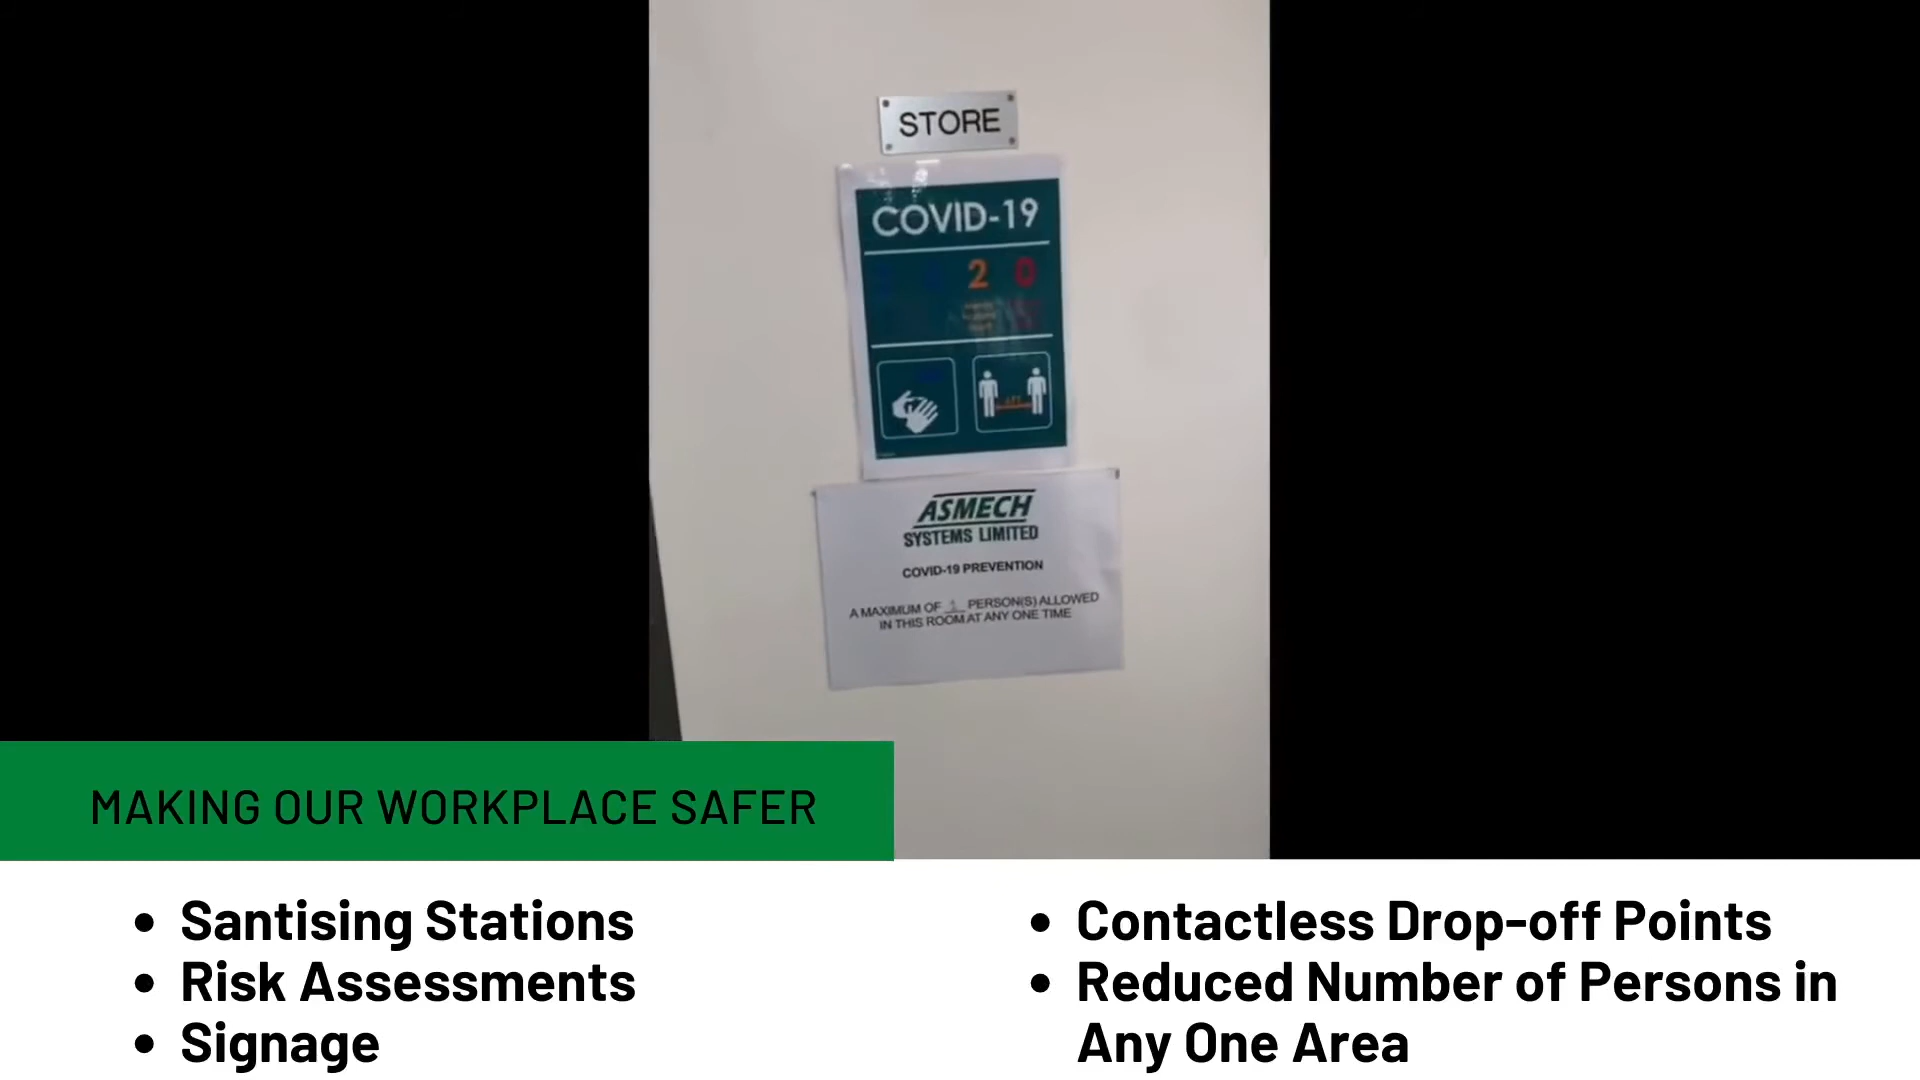 STORE
COVID-19
2 0
ASMECH
SYSTEMS LIMITED
COVID-19 PREVENTION
A MAXIMUM OF PERSON(S) ALLOWED
IN THIS ROOM AT ANY ONE TIME
MAKING OUR WORKPLACE SAFER
• Santising Stations
• Risk Assessments
• Signage
• Contactless Drop-off Points
• Reduced Number of Persons in
Any One Area